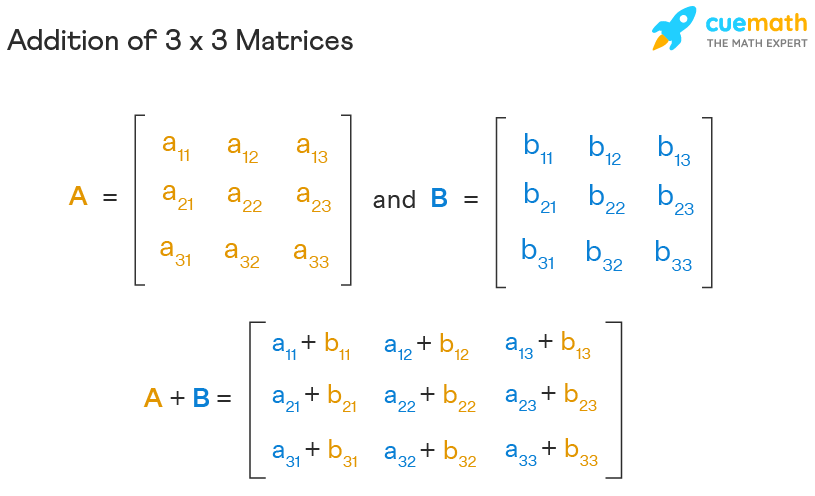 Addition of 3 x 3 Matrices
cuemath
THE MATH EXPERT
a₁₁ a₁₂ a₁₃ b₁₁ b₁₂ b₁₃
A = a₂₁ a₂₂ a₂₃ and B = b₂₁ b₂₂ b₂₃
a₃₁ a₃₂ a₃₃ b₃₁ b₃₂ b₃₃
a₁₁ + b₁₁ a₁₂ + b₁₂ a₁₃ + b₁₃
A + B = a₂₁ + b₂₁ a₂₂ + b₂₂ a₂₃ + b₂₃
a₃₁ + b₃₁ a₃₂ + b₃₂ a₃₃ + b₃₃